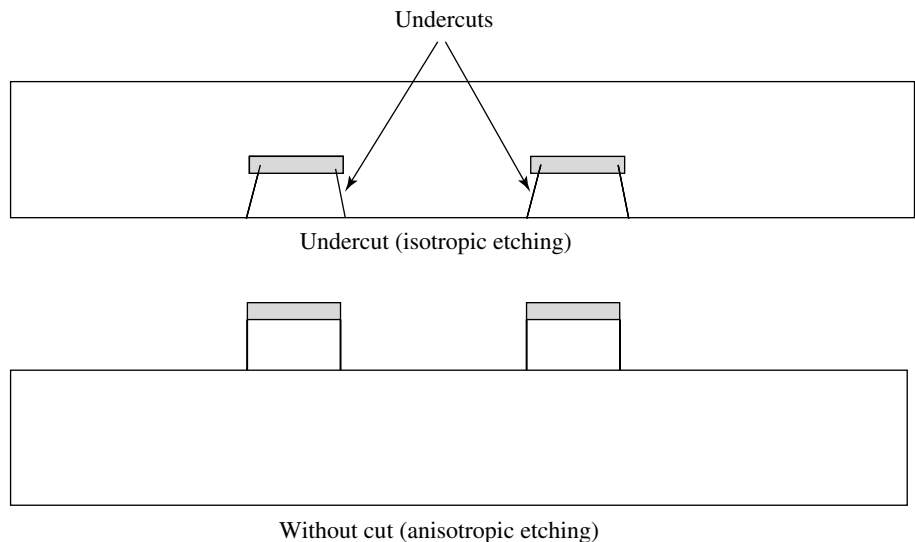 Undercuts
Undercut (isotropic etching)
Without cut (anisotropic etching)